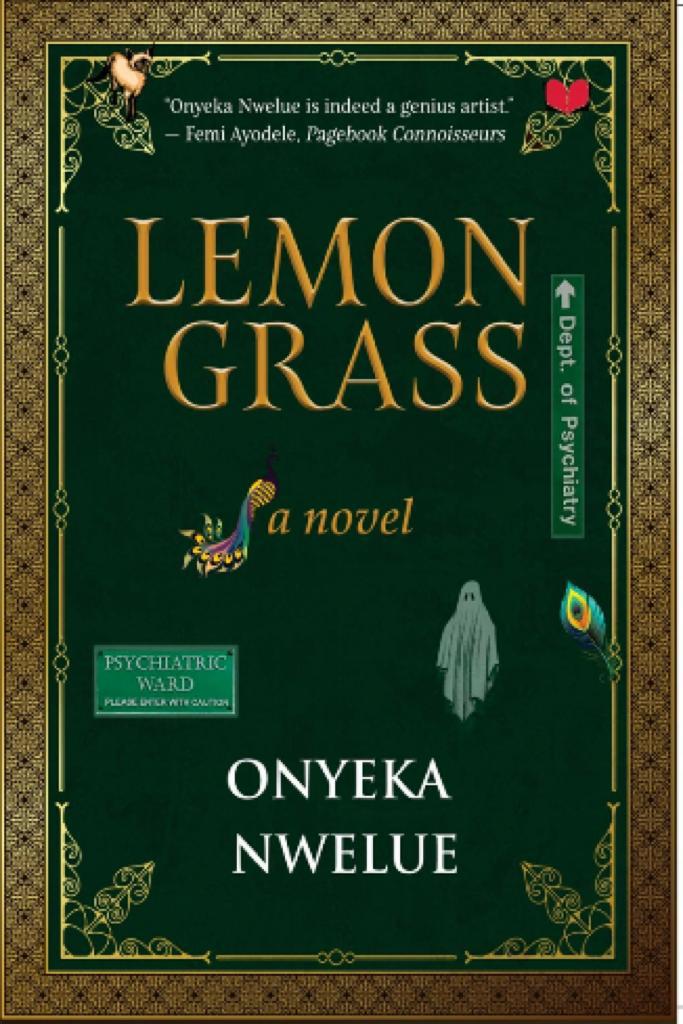 "Onyeka Nwelue is indeed a genius artist."
— Femi Ayodele, Pagebook Connoisseurs
LEMON
GRASS
Dept. of Psychiatry
a novel
PSYCHIATRIC
WARD
PLEASE ENTER WITH CAUTION
ONYEKA
NWELUE